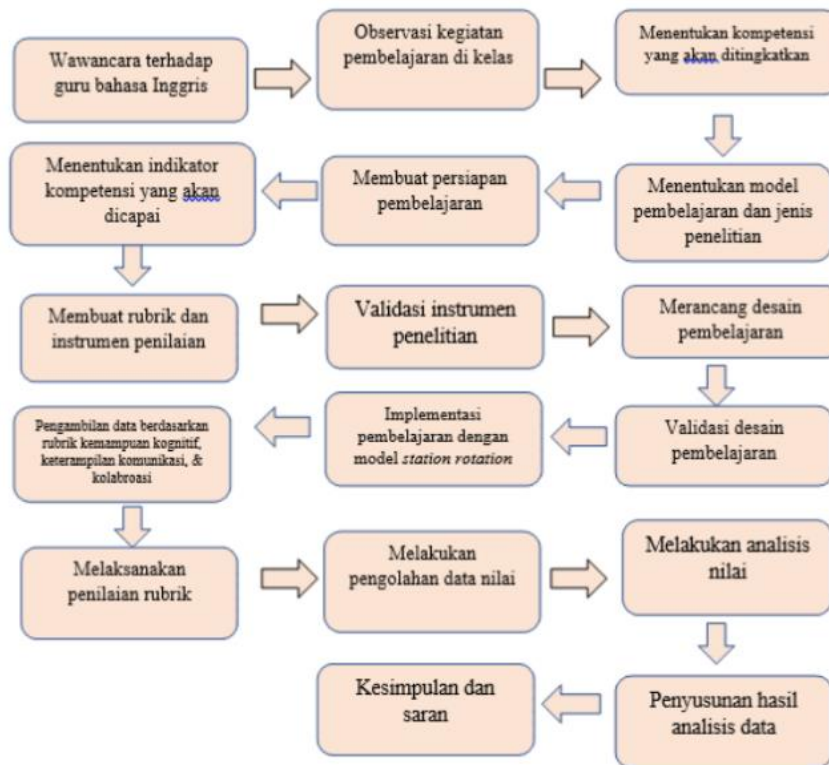 Wawancara terhadap
guru bahasa Inggris
Observasi kegiatan
pembelajaran di kelas
Menentukan kompetensi
yang akan ditingkatkan
Menentukan model
pembelajaran dan jenis
penelitian
Membuat persiapan
pembelajaran
Menentukan indikator
kompetensi yang akan
dicapai
Membuat rubrik dan
instrumen penilaian
Validasi instrumen
penelitian
Merancang desain
pembelajaran
Validasi desain
pembelajaran
Implementasi
pembelajaran dengan
model station rotation
Pengambilan data berdasarkan
rubrik kemampuan kognitif,
keterampilan komunikasi, &
kolabroasi
Melaksanakan
penilaian rubrik
Melakukan
pengolahan data nilai
Melakukan analisis
nilai
Penyusunan hasil
analisis data
Kesimpulan dan
saran